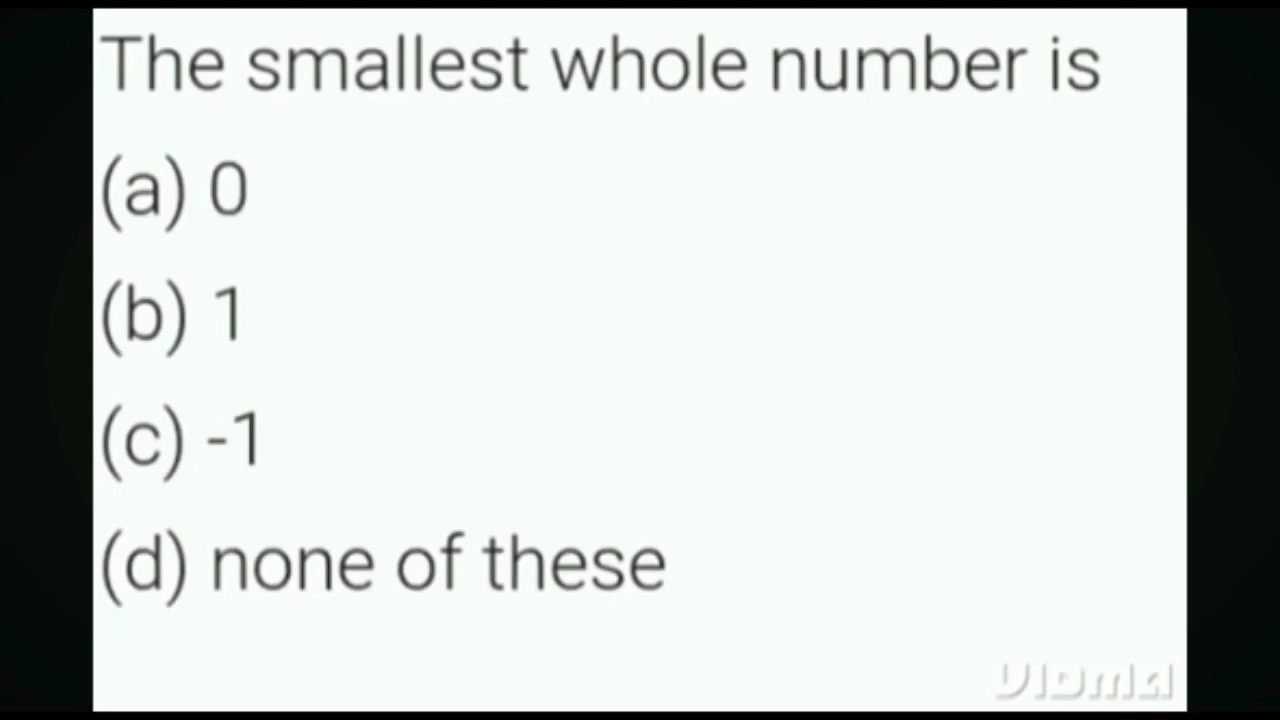 The smallest whole number is
(a) 0
(b) 1
(c) -1
(d) none of these